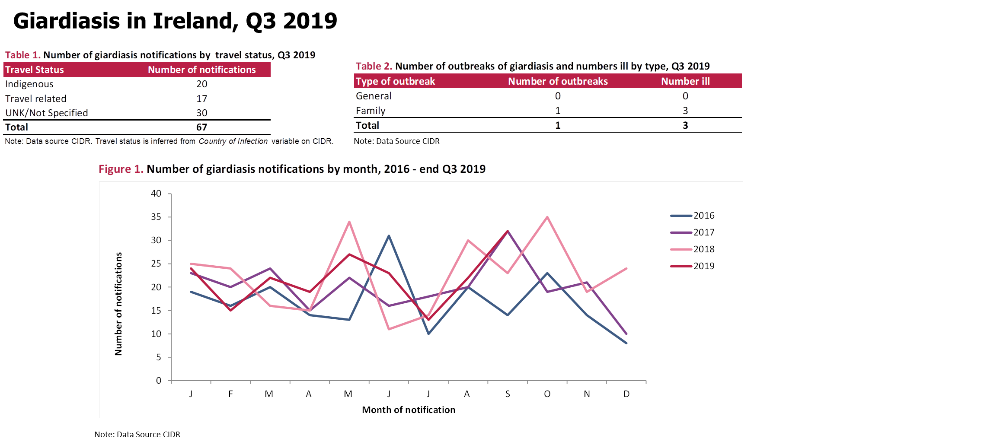 Giardiasis in Ireland, Q3 2019
Table 1. Number of giardiasis notifications by travel status, Q3 2019
Travel Status Number of notifications
Indigenous 20
Travel related 17
UNK/Not Specified 30
Total 67
Note: Data source CIDR. Travel status is inferred from Country of Infection variable on CIDR.
Table 2. Number of outbreaks of giardiasis and numbers ill by type, Q3 2019
Type of outbreak Number of outbreaks Number ill
General 0 0
Family 1 3
Total 1 3
Note: Data Source CIDR
Figure 1. Number of giardiasis notifications by month, 2016 - end Q3 2019
Number of notifications
40
35
30
25
20
15
10
5
0
J F M A M J J A S O N D
Month of notification
2016
2017
2018
2019
Note: Data Source CIDR